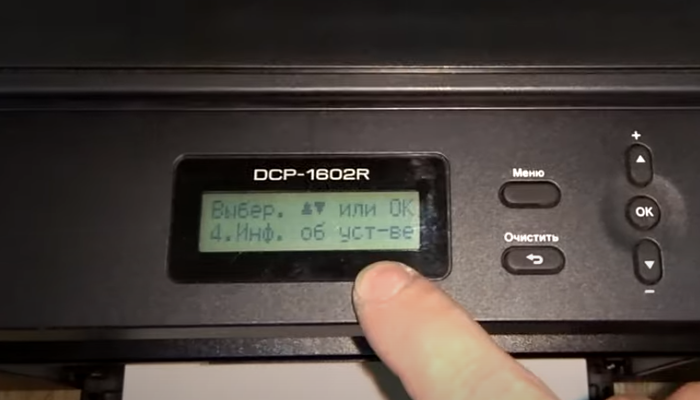 DCP-1602R
Выбер. ▲▼ или OK
4.Инф. об уст-ве
Меню
Очистить
+
OK
-